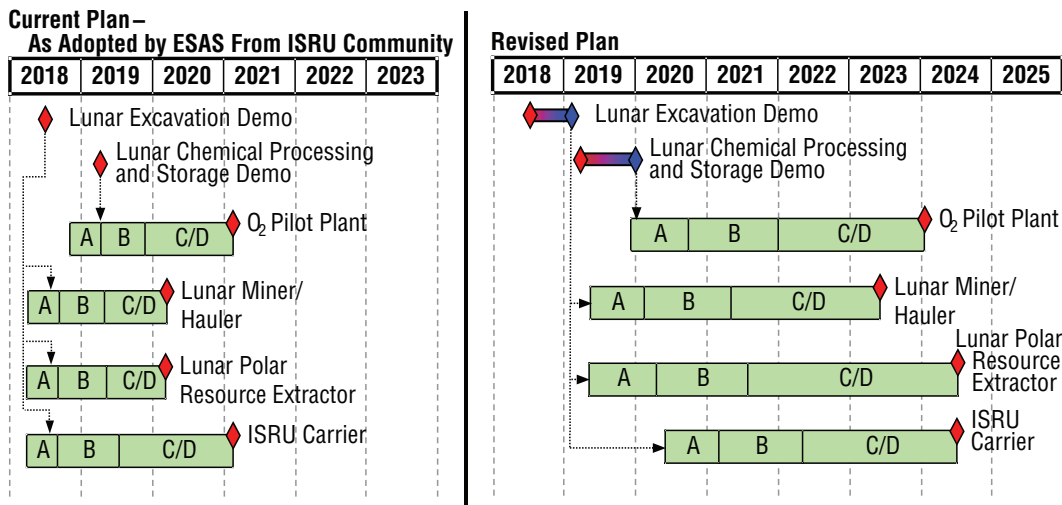 Current Plan –
As Adopted by ESAS From ISRU Community
2018 2019 2020 2021 2022 2023
Lunar Excavation Demo
Lunar Chemical Processing
and Storage Demo
A B C/D
O2 Pilot Plant
A B C/D
Lunar Miner/
Hauler
A B C/D
Lunar Polar
Resource Extractor
A B C/D
ISRU Carrier
Revised Plan
2018 2019 2020 2021 2022 2023 2024 2025
Lunar Excavation Demo
Lunar Chemical Processing
and Storage Demo
A B C/D
O2 Pilot Plant
A B C/D
Lunar Miner/
Hauler
A B C/D
Lunar Polar
Resource
Extractor
A B C/D
ISRU
Carrier